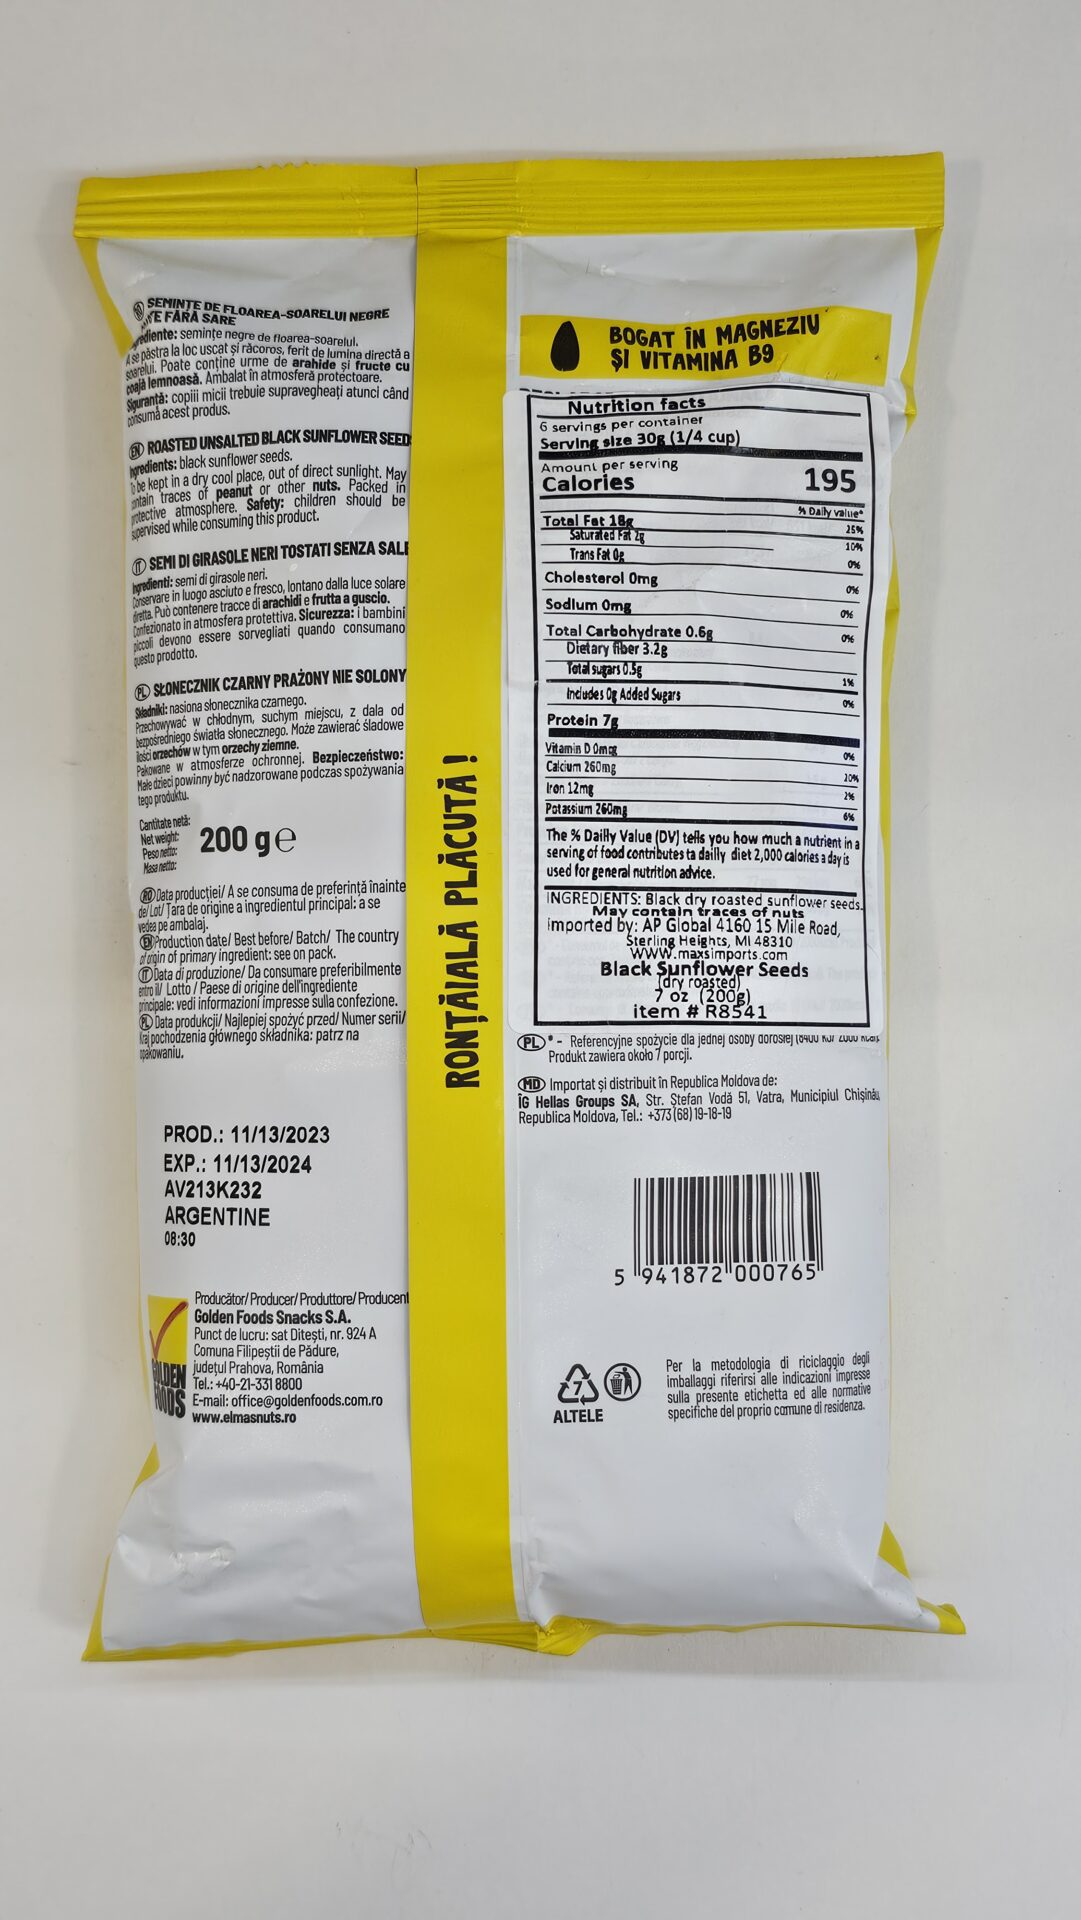 RO SEMINȚE DE FLOAREA-SOARELUI NEGRE
FĂRĂ SARE
semințe negre de floarea-soarelui.
A se păstra la loc uscat și răcoros, ferit de lumina directă a
soarelui. Poate conține urme de arahide și fructe cu
coajă lemnoasă. Ambalat în atmosferă protectoare.
Siguranță: copiii micii trebuie supravegheați atunci când
consumă acest produs.
EN ROASTED UNSALTED BLACK SUNFLOWER SEED
Ingredients: black sunflower seeds.
To be kept in a dry cool place, out of direct sunlight. May
contain traces of peanut or other nuts. Packed in
protective atmosphere. Safety: children should be
supervised while consuming this product.
IT SEMI DI GIRASOLE NERI TOSTATI SENZA SALE
Ingredienti: semi di girasole neri.
Conservare in luogo asciutto e fresco, lontano dalla luce solare
diretta. Può contenere tracce di arachidi e frutta a guscio.
Confezionato in atmosfera protettiva. Sicurezza: i bambini
piccoli devono essere sorvegliati quando consumano
questo prodotto.
PL SŁONECZNIK CZARNY PRAŻONY NIE SOLONY
Składniki: nasiona słonecznika czarnego.
Przechowywać w chłodnym, suchym miejscu, z dala od
bezpośredniego światła słonecznego. Może zawierać śladowe
ilości orzechów w tym orzechy ziemne.
Pakowane w atmosferze ochronnej. Bezpieczeństwo:
Małe dzieci powinny być nadzorowane podczas spożywania
tego produktu.
Cantitate netă:
Net weight:
Peso netto:
Masa netto:
200 g e
RO Data producției/ A se consuma de preferință înainte
de/ Lot/ Țara de origine a ingredientul principal: a se
vedea pe ambalaj.
EN Production date/ Best before/ Batch/ The country
of origin of primary ingredient: see on pack.
IT Data di produzione/ Da consumare preferibilmente
entro il/ Lotto / Paese di origine dell'ingrediente
principale: vedi informazioni impresse sulla confezione.
PL Data produkcji/ Najlepiej spożyć przed/ Numer serii/
Kraj pochodzenia głównego składnika: patrz na
opakowaniu.
PROD.: 11/13/2023
EXP.: 11/13/2024
AV213K232
ARGENTINE
08:30
GOLDEN
FOODS
Producător/ Producer/ Produttore/ Producent
Golden Foods Snacks S.A.
Punct de lucru: sat Ditești, nr. 924 A
Comuna Filipeștii de Pădure,
județul Prahova, România
Tel.: +40-21-331 8800
E-mail: office@goldenfoods.com.ro
www.elmasnuts.ro
RONȚĂIALĂ PLĂCUTĂ!
BOGAT ÎN MAGNEZIU
ȘI VITAMINA B9
Nutrition facts
6 servings per container
Serving size 30g (1/4 cup)
Amount per serving
Calories 195
% Daily value*
Total Fat 18g 25%
Saturated Fat 2g 10%
Trans Fat 0g 0%
Cholesterol 0mg 0%
Sodium 0mg 0%
Total Carbohydrate 0.6g 0%
Dietary fiber 3.2g
Total sugars 0.5g 1%
Includes 0g Added Sugars 0%
Protein 7g
Vitamin D 0mcg 0%
Calcium 260mg 20%
Iron 12mg 2%
Potassium 260mg 6%
The % Dailly Value (DV) tells you how much a nutrient in a
serving of food contributes ta dailly diet 2,000 calories a day is
used for general nutrition advice.
INGREDIENTS: Black dry roasted sunflower seeds.
May contain traces of nuts
Imported by: AP Global 4160 15 Mile Road,
Sterling Heights, MI 48310
WWW.maxsimports.com
Black Sunflower Seeds
(dry roasted)
7 oz (200g)
item # R8541
PL * - Referencyjne spożycie dla jednej osoby dorosłej
Produkt zawiera około 7 porcji.
MD Importat și distribuit în Republica Moldova de:
IG Hellas Groups SA, Str. Ștefan Vodă 51, Vatra, Municipiul Chișinău,
Republica Moldova, Tel.: +373 (68) 19-18-19
5 941872 000765
7
ALTELE
Per la metodologia di riciclaggio degli
imballaggi riferirsi alle indicazioni impresse
sulla presente etichetta ed alle normative
specifiche del proprio comune di residenza.